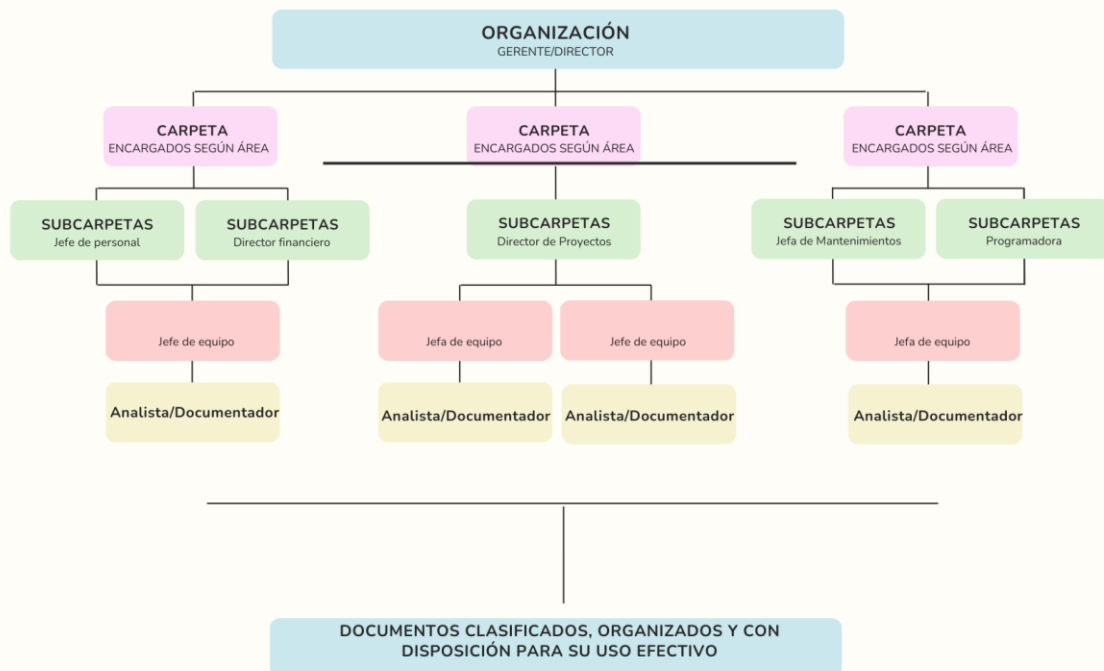 ORGANIZACIÓN
GERENTE/DIRECTOR
CARPETA
ENCARGADOS SEGÚN ÁREA
CARPETA
ENCARGADOS SEGÚN ÁREA
CARPETA
ENCARGADOS SEGÚN ÁREA
SUBCARPETAS
Jefe de personal
SUBCARPETAS
Director financiero
SUBCARPETAS
Director de Proyectos
SUBCARPETAS
Jefa de Mantenimientos
SUBCARPETAS
Programadora
Jefe de equipo
Jefa de equipo
Jefe de equipo
Jefa de equipo
Analista/Documentador
Analista/Documentador
Analista/Documentador
Analista/Documentador
DOCUMENTOS CLASIFICADOS, ORGANIZADOS Y CON
DISPOSICIÓN PARA SU USO EFECTIVO